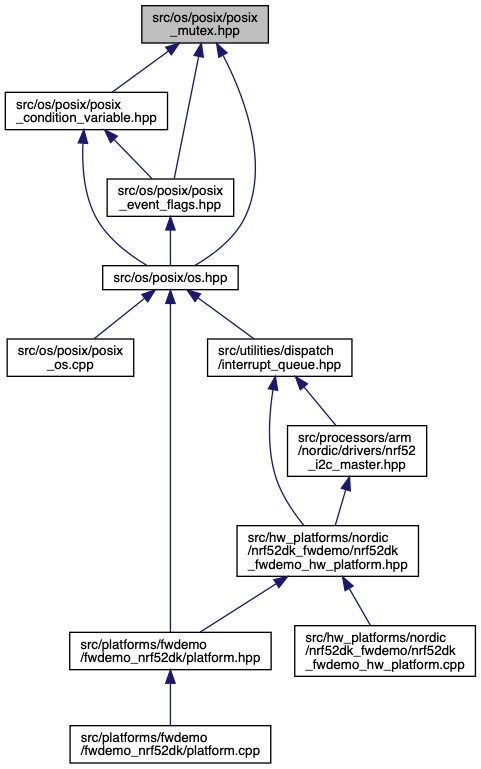 src/os/posix/posix
_mutex.hpp
src/os/posix/posix
_condition_variable.hpp
src/os/posix/posix
_event_flags.hpp
src/os/posix/os.hpp
src/os/posix/posix
_os.cpp
src/utilities/dispatch
/interrupt_queue.hpp
src/processors/arm
/nordic/drivers/nrf52
_i2c_master.hpp
src/hw_platforms/nordic
/nrf52dk_fwdemo/nrf52dk
_fwdemo_hw_platform.hpp
src/platforms/fwdemo
/fwdemo_nrf52dk/platform.hpp
src/hw_platforms/nordic
/nrf52dk_fwdemo/nrf52dk
_fwdemo_hw_platform.cpp
src/platforms/fwdemo
/fwdemo_nrf52dk/platform.cpp